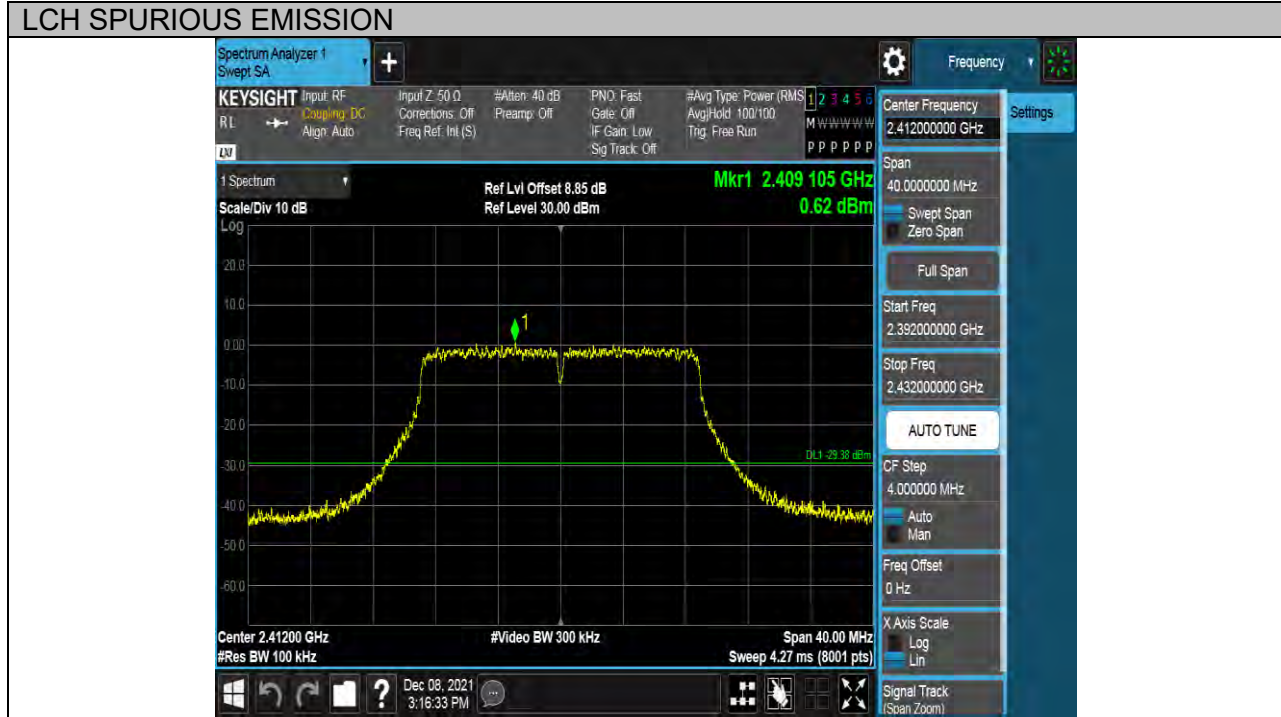 LCH SPURIOUS EMISSION
Spectrum Analyzer 1
Swept SA
+
Frequency
KEYSIGHT Input: RF Input Z: 50 Ω #Atten: 40 dB PNO: Fast #Avg Type: Power (RMS 1 2 3 4 5 6
RL Coupling: DC Corrections: Off Preamp: Off Gate: Off Avg|Hold: 100/100 M W W W W W
Align: Auto Freq Ref: Int (S) IF Gain: Low Trig: Free Run
LXI Sig Track: Off P P P P P P
1 Spectrum Ref Lvl Offset 8.85 dB Mkr1 2.409 105 GHz
Scale/Div 10 dB Ref Level 30.00 dBm 0.62 dBm
Log
20.0
10.0
1
0.00
-10.0
-20.0
DL1 -29.38 dBm
-30.0
-40.0
-50.0
-60.0
Center 2.41200 GHz #Video BW 300 kHz Span 40.00 MHz
#Res BW 100 kHz Sweep 4.27 ms (8001 pts)
? Dec 08, 2021
3:16:33 PM
Settings
Center Frequency
2.412000000 GHz
Span
40.0000000 MHz
Swept Span
Zero Span
Full Span
Start Freq
2.392000000 GHz
Stop Freq
2.432000000 GHz
AUTO TUNE
CF Step
4.000000 MHz
Auto
Man
Freq Offset
0 Hz
X Axis Scale
Log
Lin
Signal Track
(Span Zoom)